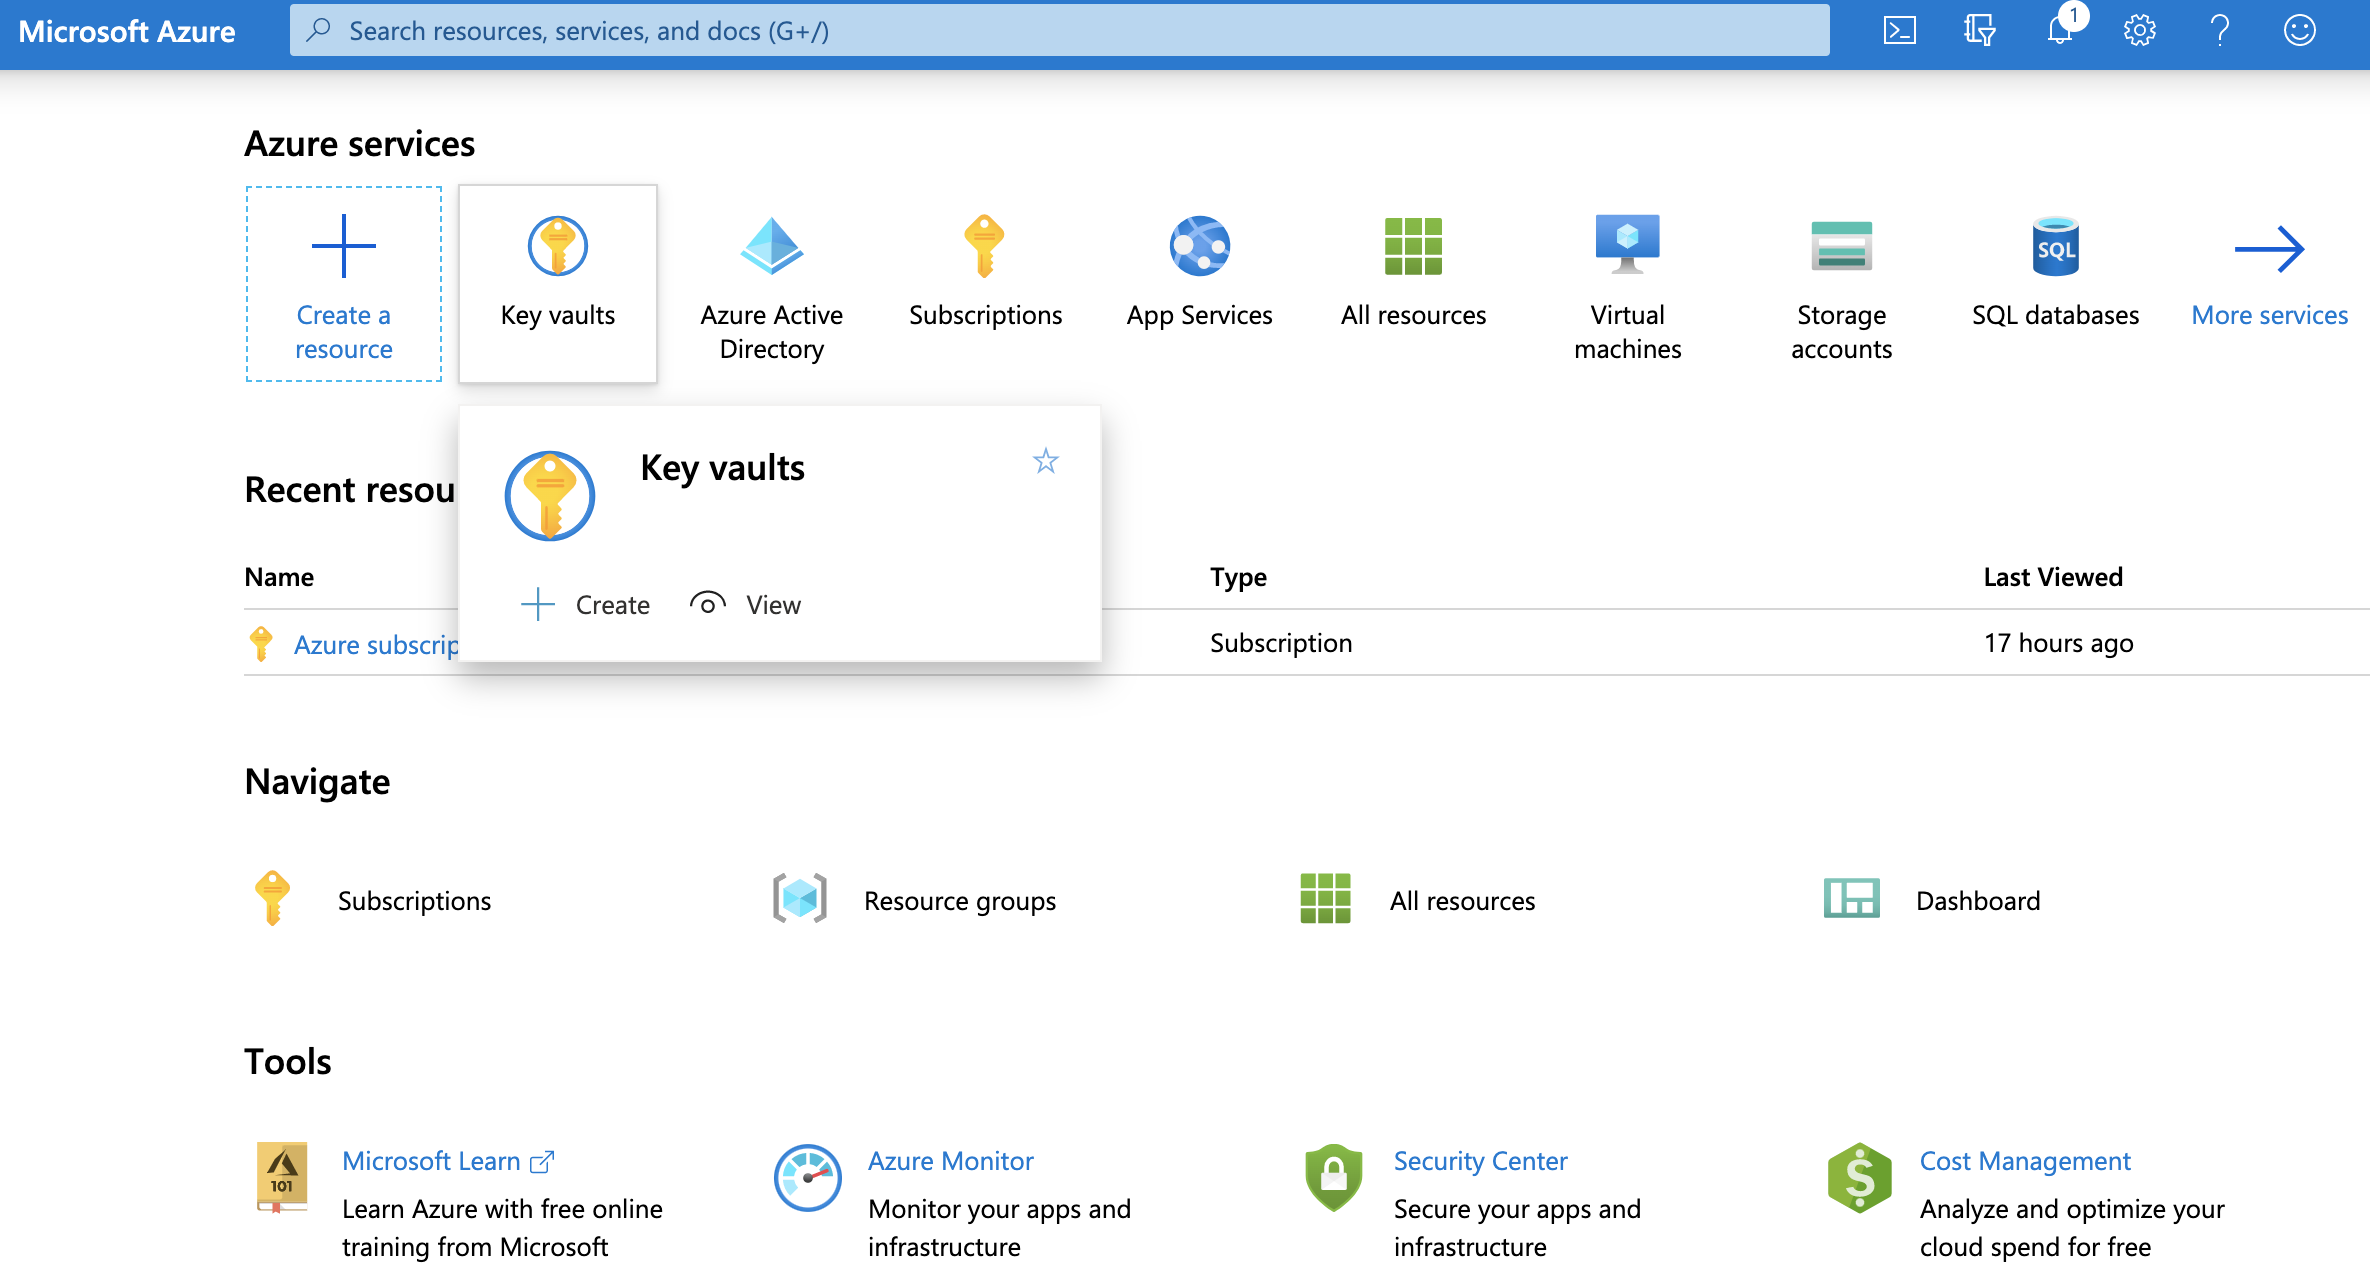 Microsoft Azure
Search resources, services, and docs (G+/)
1
Azure services
Create a
resource
Key vaults
Azure Active
Directory
Subscriptions
App Services
All resources
Virtual
machines
Storage
accounts
SQL
SQL databases
More services
Key vaults
Create
View
Recent resou
Name
Type
Last Viewed
Azure subscrip
Subscription
17 hours ago
Navigate
Subscriptions
Resource groups
All resources
Dashboard
Tools
101
Microsoft Learn
Learn Azure with free online
training from Microsoft
Azure Monitor
Monitor your apps and
infrastructure
Security Center
Secure your apps and
infrastructure
Cost Management
Analyze and optimize your
cloud spend for free